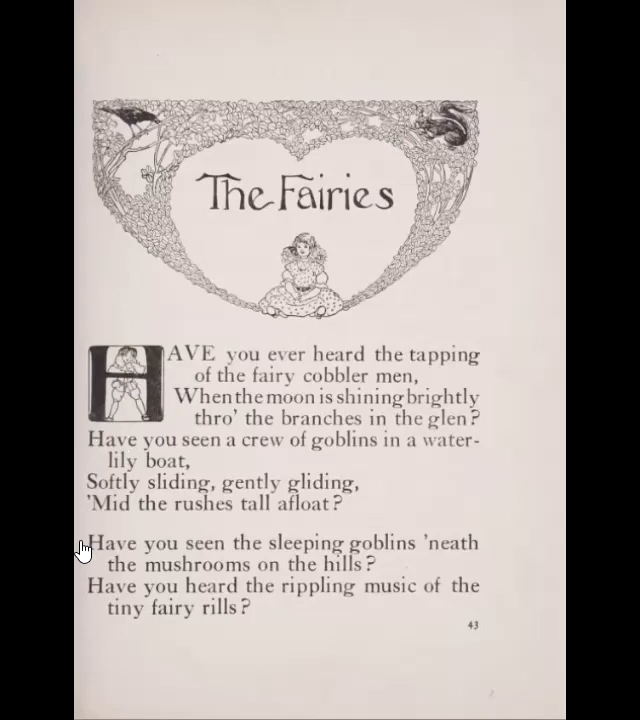 The Fairies
HAVE you ever heard the tapping
of the fairy cobbler men,
When the moon is shining brightly
thro' the branches in the glen?
Have you seen a crew of goblins in a water-
lily boat,
Softly sliding, gently gliding,
'Mid the rushes tall afloat?
Have you seen the sleeping goblins 'neath
the mushrooms on the hills?
Have you heard the rippling music of the
tiny fairy rills?
43